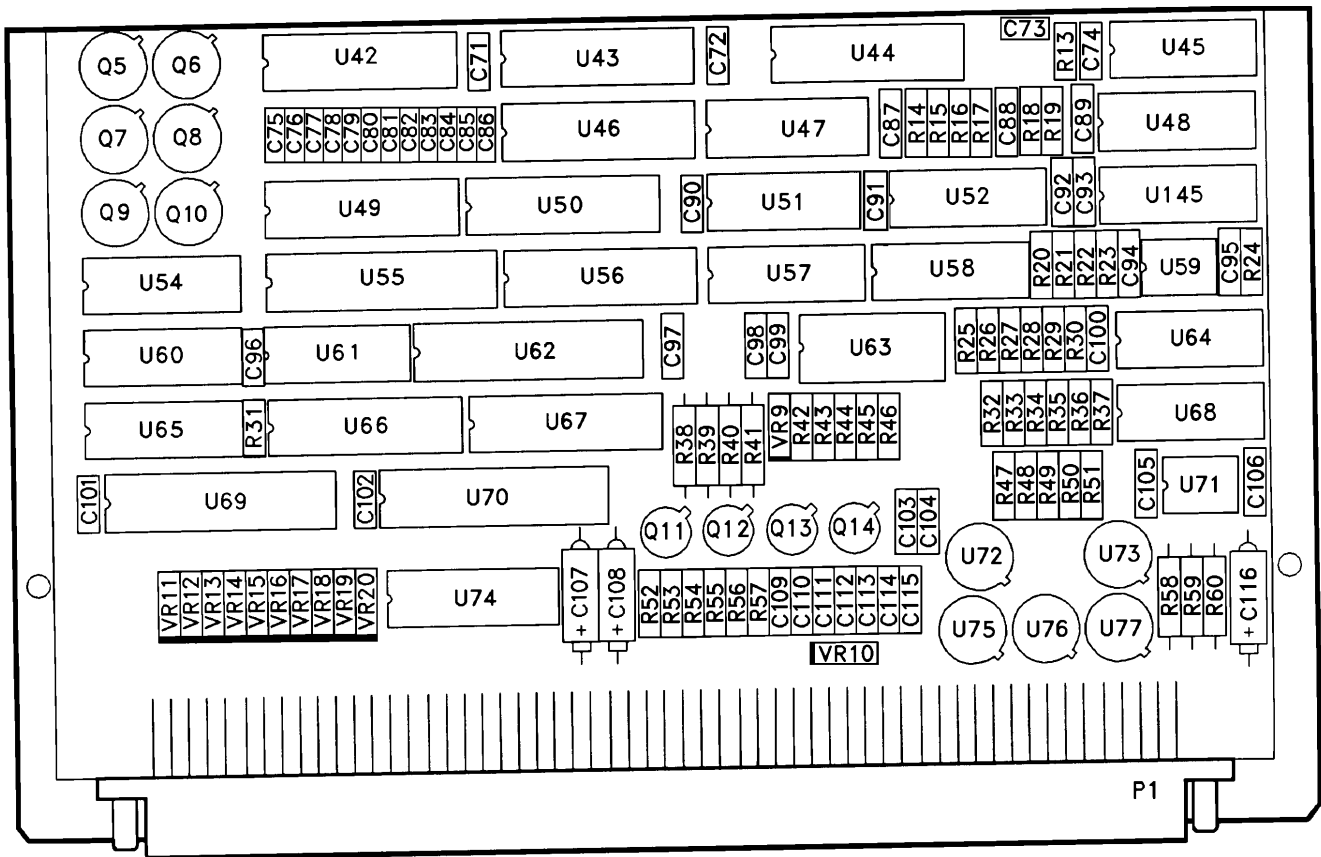 Q5 Q6 U42 C71 U43 C72 U44 C73 R13 C74 U45
Q7 Q8 C75 C76 C77 C78 C79 C80 C81 C82 C83 C84 C85 C86 U46 U47 C87 R14 R15 R16 R17 C88 R18 R19 C89 U48
Q9 Q10 U49 U50 C90 U51 C91 U52 C92 C93 U145
U54 U55 U56 U57 U58 R20 R21 R22 R23 C94 U59 C95 R24
U60 C96 U61 U62 C97 C98 C99 U63 R25 R26 R27 R28 R29 R30 C100 U64
U65 R31 U66 U67 R38 R39 R40 R41 VR9 R42 R43 R44 R45 R46 R32 R33 R34 R35 R36 R37 U68
C101 U69 C102 U70 R47 R48 R49 R50 R51 C105 U71 C106
Q11 Q12 Q13 Q14 C103 C104 U72 U73
VR11 VR12 VR13 VR14 VR15 VR16 VR17 VR18 VR19 VR20 U74 + C107 + C108 R52 R53 R54 R55 R56 R57 C109 C110 C111 C112 C113 C114 C115 U75 U76 U77 R58 R59 R60 + C116
VR10
P1